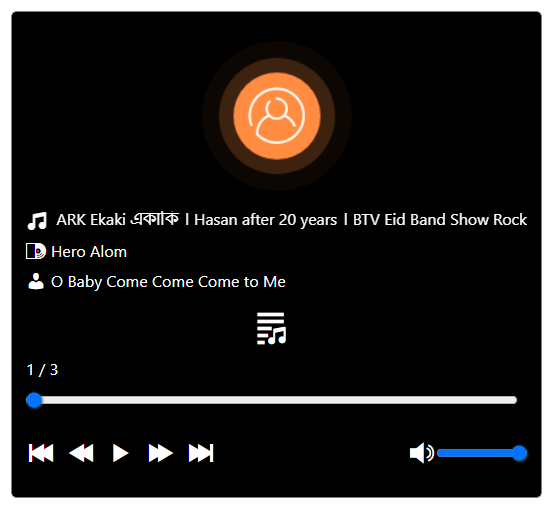 ARK Ekaki একাকি । Hasan after 20 years । BTV Eid Band Show Rock
Hero Alom
O Baby Come Come Come to Me
1 / 3